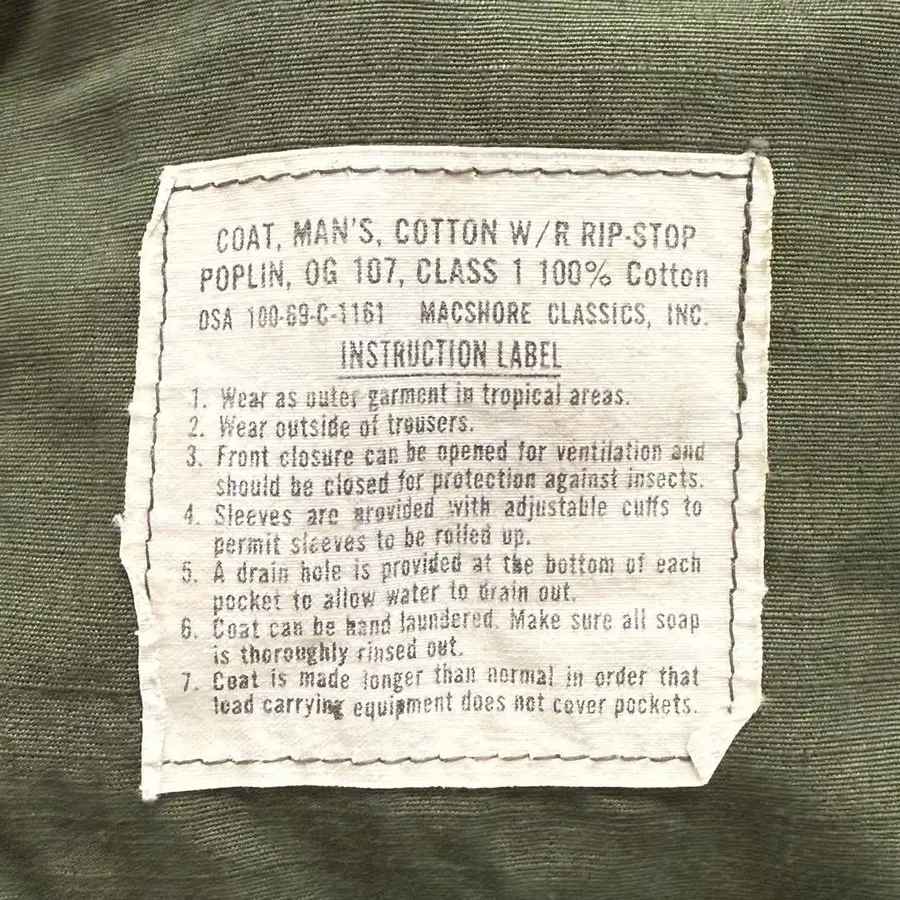 COAT, MAN'S, COTTON W/R RIP-STOP
POPLIN, OG 107, CLASS 1 100% Cotton
DSA 100-69-C-1161 MACSHORE CLASSICS, INC.
INSTRUCTION LABEL
1. Wear as outer garment in tropical areas.
2. Wear outside of trousers.
3. Front closure can be opened for ventilation and
should be closed for protection against insects.
4. Sleeves are provided with adjustable cuffs to
permit sleeves to be rolled up.
5. A drain hole is provided at the bottom of each
pocket to allow water to drain out.
6. Coat can be hand laundered. Make sure all soap
is thoroughly rinsed out.
7. Coat is made longer than normal in order that
load carrying equipment does not cover pockets.